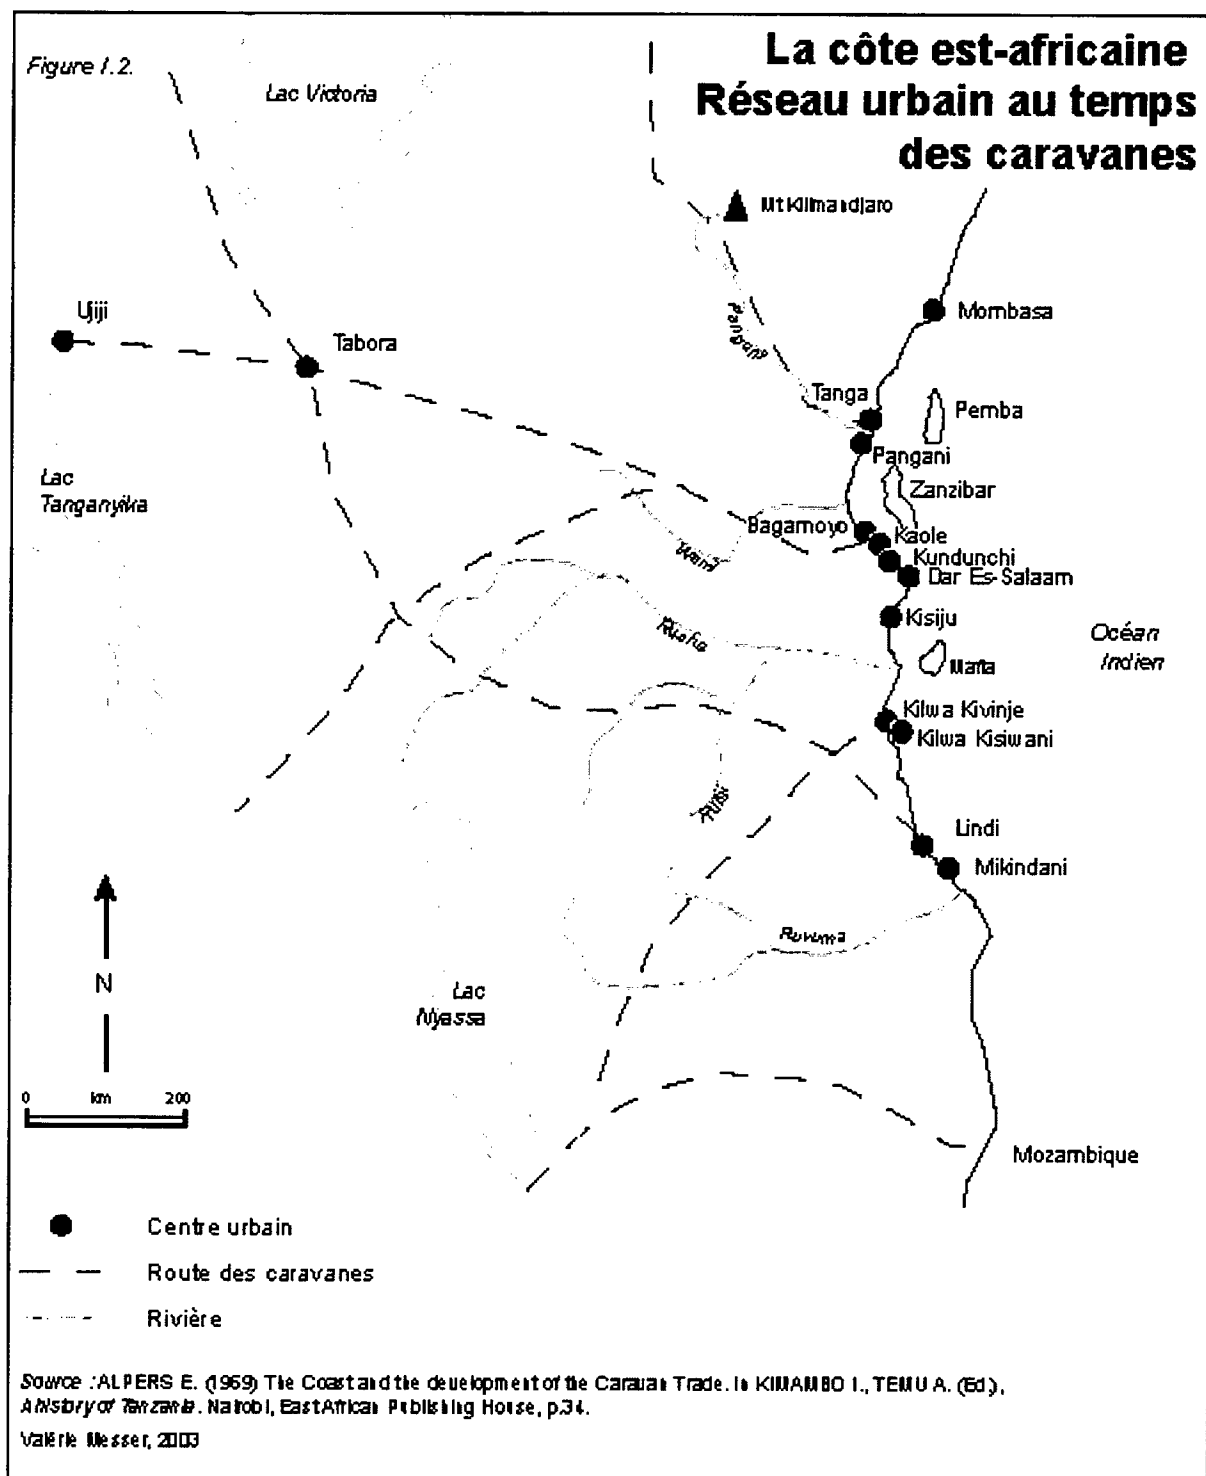 La côte est-africaine
Réseau urbain au temps
des caravanes
Figure I.2.
Lac Victoria
Mt Kilimandjaro
Ujiji
Tabora
Mombasa
Pangani
Tanga
Pemba
Pangani
Lac
Tanganyika
Zanzibar
Bagamoyo
Kaole
Kundunchi
Wami
Dar Es-Salaam
Kisiju
Ruaha
Océan
Indien
Mafia
Kilwa Kivinje
Kilwa Kisiwani
Lindi
Mikindani
Ruvuma
N
Lac
Nyassa
0 km 200
Mozambique
Centre urbain
Route des caravanes
Rivière
Source : ALPERS E. (1969) The Coast and the development of the Caravan Trade. In KIMAMBO I., TEMU A. (Ed.),
A history of Tanzania. Nairobi, East African Publishing House, p.34.
Valérie Messer, 2003